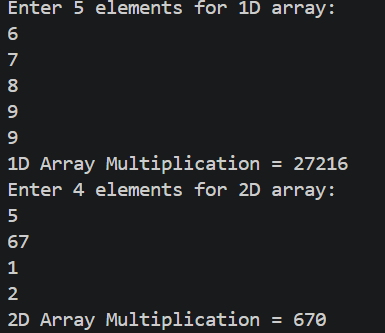 Enter 5 elements for 1D array:
6
7
8
9
9
1D Array Multiplication = 27216
Enter 4 elements for 2D array:
5
67
1
2
2D Array Multiplication = 670